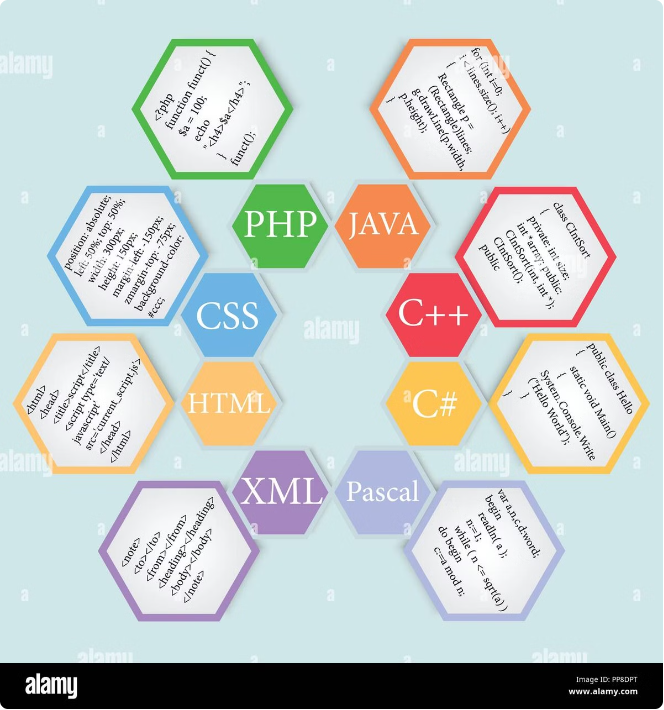 <?php
function funct() {
$a = 100;
echo
"<h4>$a</h4>";
}
funct();
for (int i=0;
i < lines.size(); i++)
{
Rectangle p =
(Rectangle)lines;
g.drawLine(p.width,
p.height);
}
PHP
JAVA
position: absolute;
left: 50%; top: 50%;
width: 300px;
height: 150px;
margin-left: -150px;
zmargin-top: -75px;
background-color:
#ccc;
class CIntSort
{
private: int size;
int * array; public:
CIntSort(int, int *);
CIntSort();
public
CSS
C++
<html>
<head>
<title>script</title>
<script type='text/
javascript'
src='current_script.js'>
</head>
</html>
HTML
C#
public class Hello
{
static void Main()
{
System.Console.Write
("Hello World");
}
}
XML
Pascal
<note>
<to></to>
<from></from>
<heading></heading>
<body></body>
</note>
var a,n,c,d:word;
begin
readln( a );
n:=1;
while ( n <= sqrt(a) )
do begin
c:=a mod n;
alamy
Image ID: PP8DPT
www.alamy.com